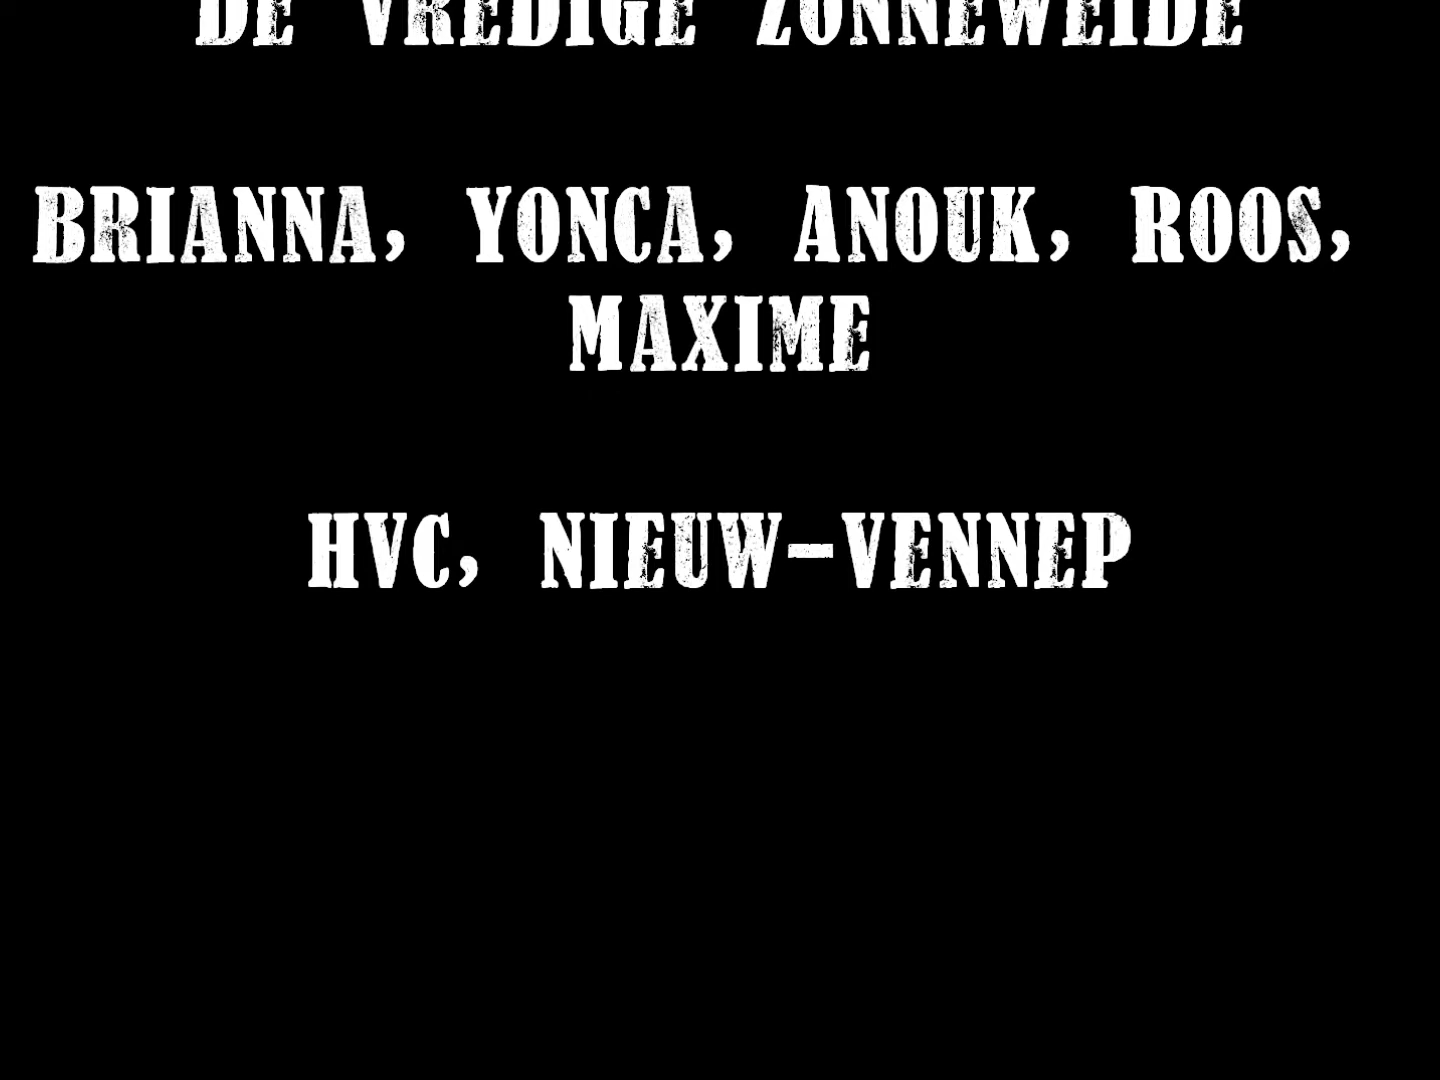 DE VREDIGE ZONNEWEIDE
BRIANNA, YONCA, ANOUK, ROOS,
MAXIME
HVC, NIEUW-VENNEP